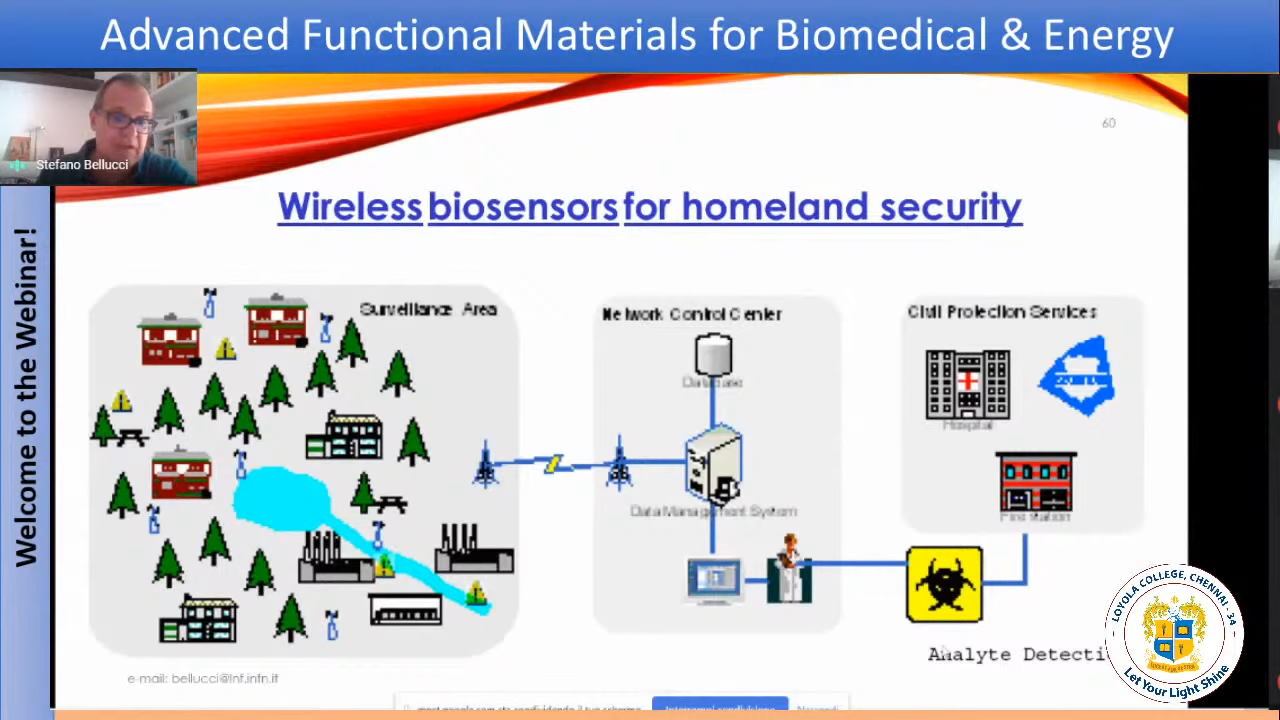 Advanced Functional Materials for Biomedical & Energy
Stefano Bellucci
60
Welcome to the Webinar!
Wireless biosensors for homeland security
Surveillance Area
Network Control Center
Civil Protection Services
Database
Hospital
Data Management System
Fire station
Analyte Detecti
e-mail: bellucci@lnf.infn.it
LOYOLA COLLEGE, CHENNAI - 34
Let Your Light Shine